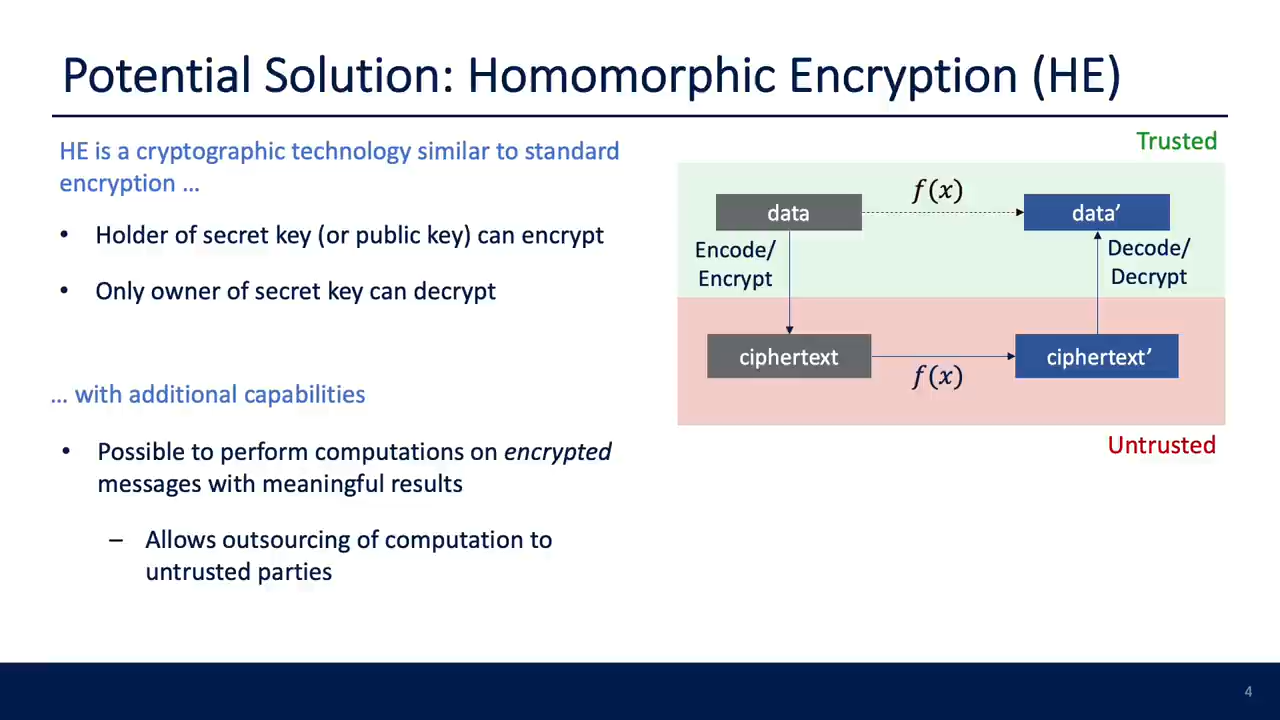 Potential Solution: Homomorphic Encryption (HE)
HE is a cryptographic technology similar to standard
encryption …
• Holder of secret key (or public key) can encrypt
• Only owner of secret key can decrypt
… with additional capabilities
• Possible to perform computations on encrypted
messages with meaningful results
– Allows outsourcing of computation to
untrusted parties
Trusted
f(x)
data
data’
Encode/
Encrypt
Decode/
Decrypt
ciphertext
ciphertext’
f(x)
Untrusted
4